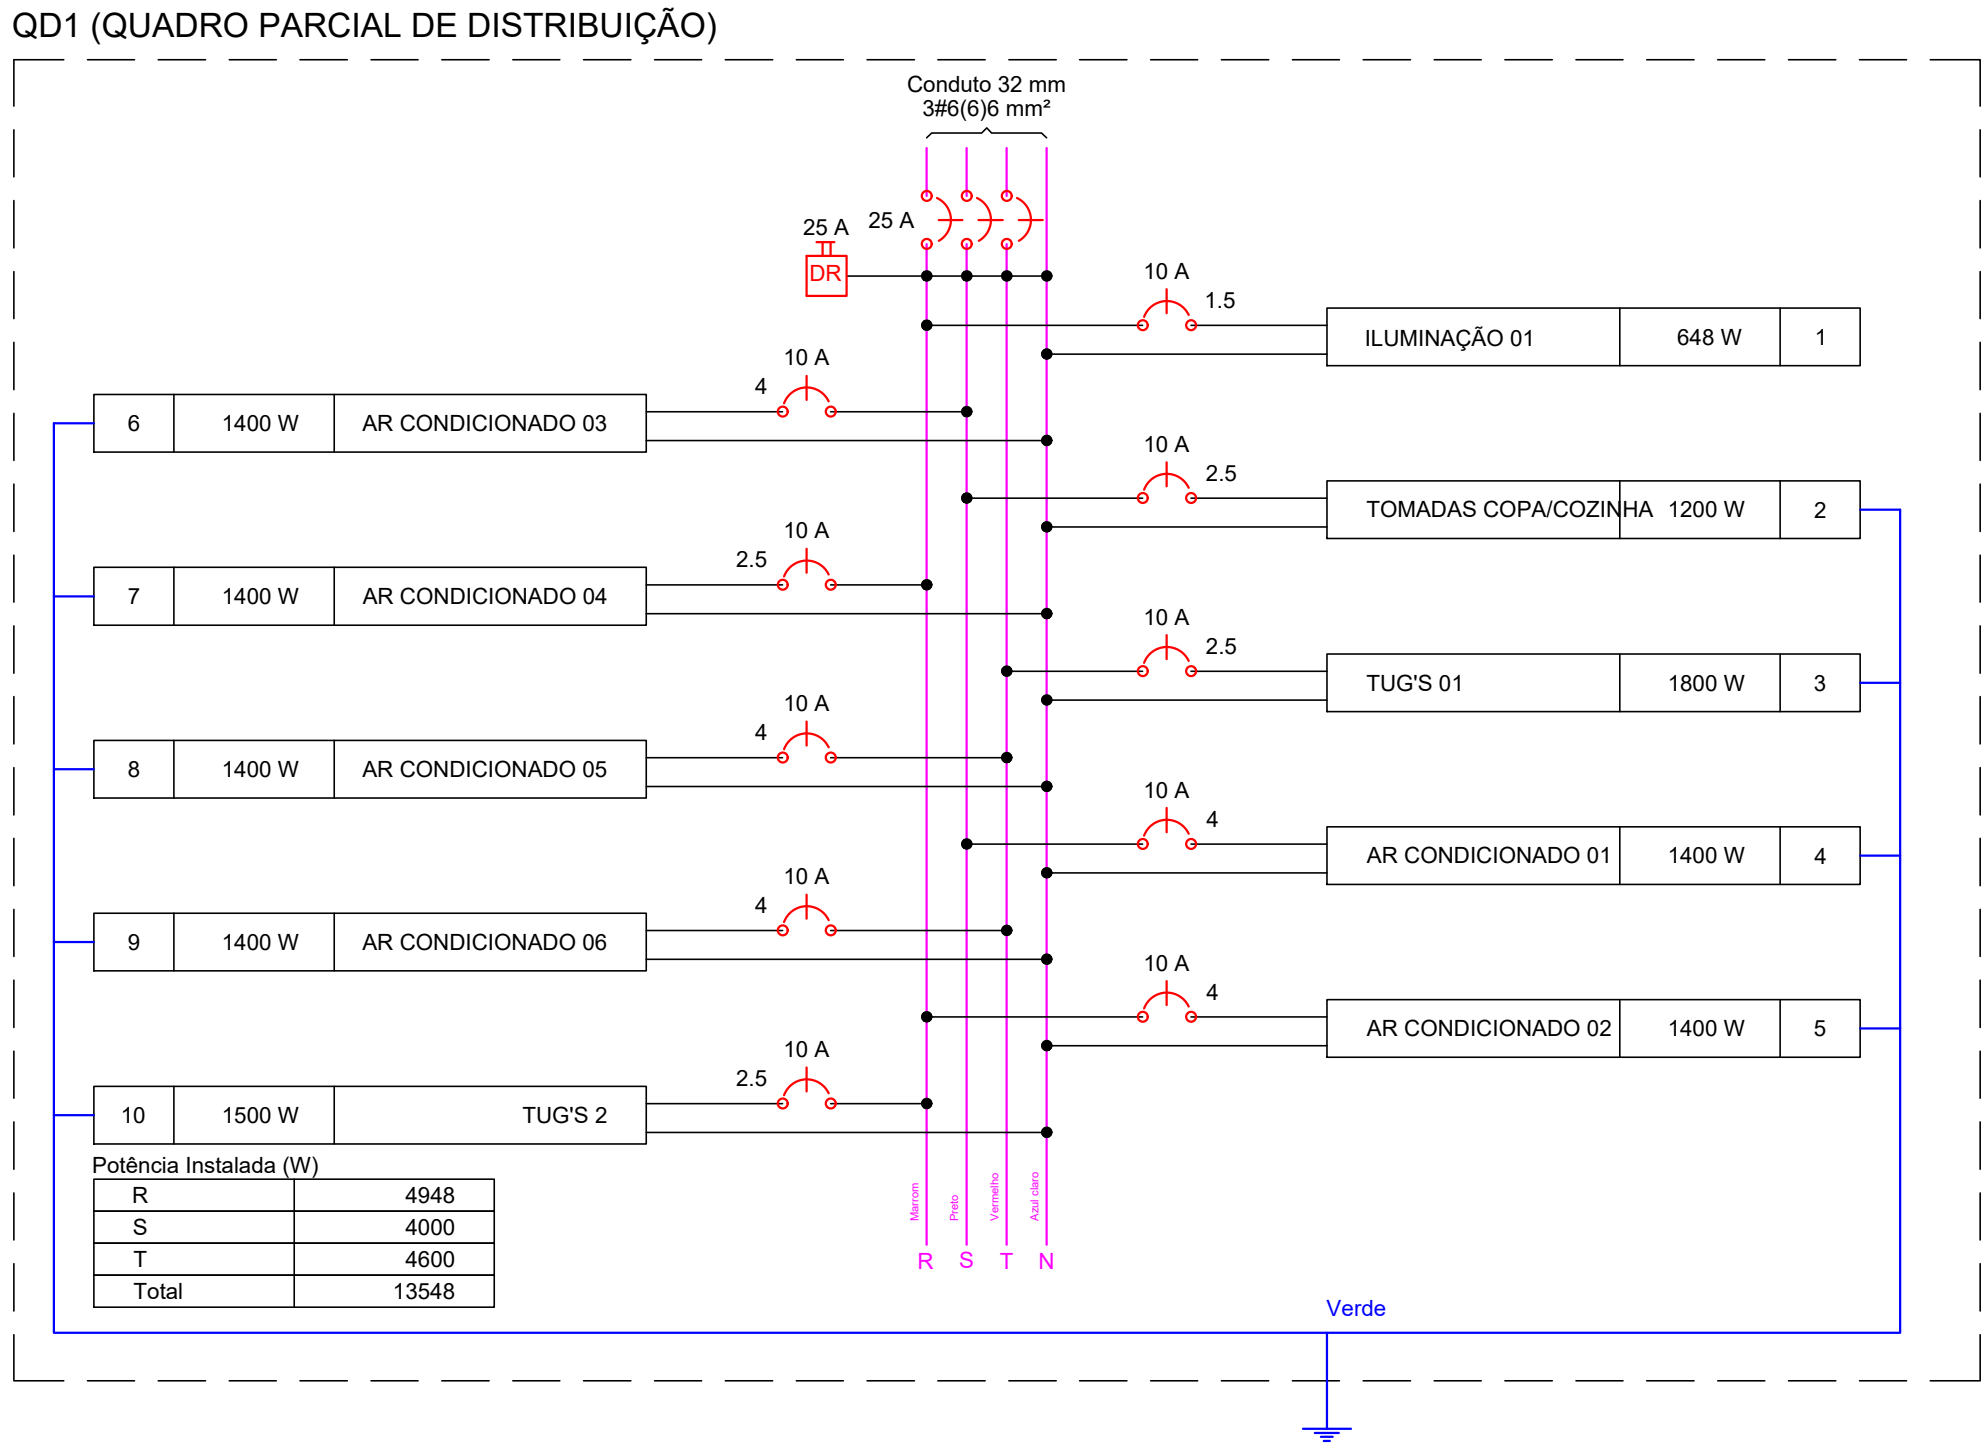 QD1 (QUADRO PARCIAL DE DISTRIBUIÇÃO)
Conduto 32 mm
3#6(6)6 mm²
25 A
25 A
DR
10 A
1.5
ILUMINAÇÃO 01 648 W 1
10 A
4
6 1400 W AR CONDICIONADO 03
10 A
2.5
TOMADAS COPA/COZINHA 1200 W 2
10 A
2.5
7 1400 W AR CONDICIONADO 04
10 A
2.5
TUG'S 01 1800 W 3
10 A
4
8 1400 W AR CONDICIONADO 05
10 A
4
AR CONDICIONADO 01 1400 W 4
10 A
4
9 1400 W AR CONDICIONADO 06
10 A
4
AR CONDICIONADO 02 1400 W 5
10 A
2.5
10 1500 W TUG'S 2
Potência Instalada (W)
R 4948
S 4000
T 4600
Total 13548
Marrom
Preto
Vermelho
Azul claro
R S T N
Verde